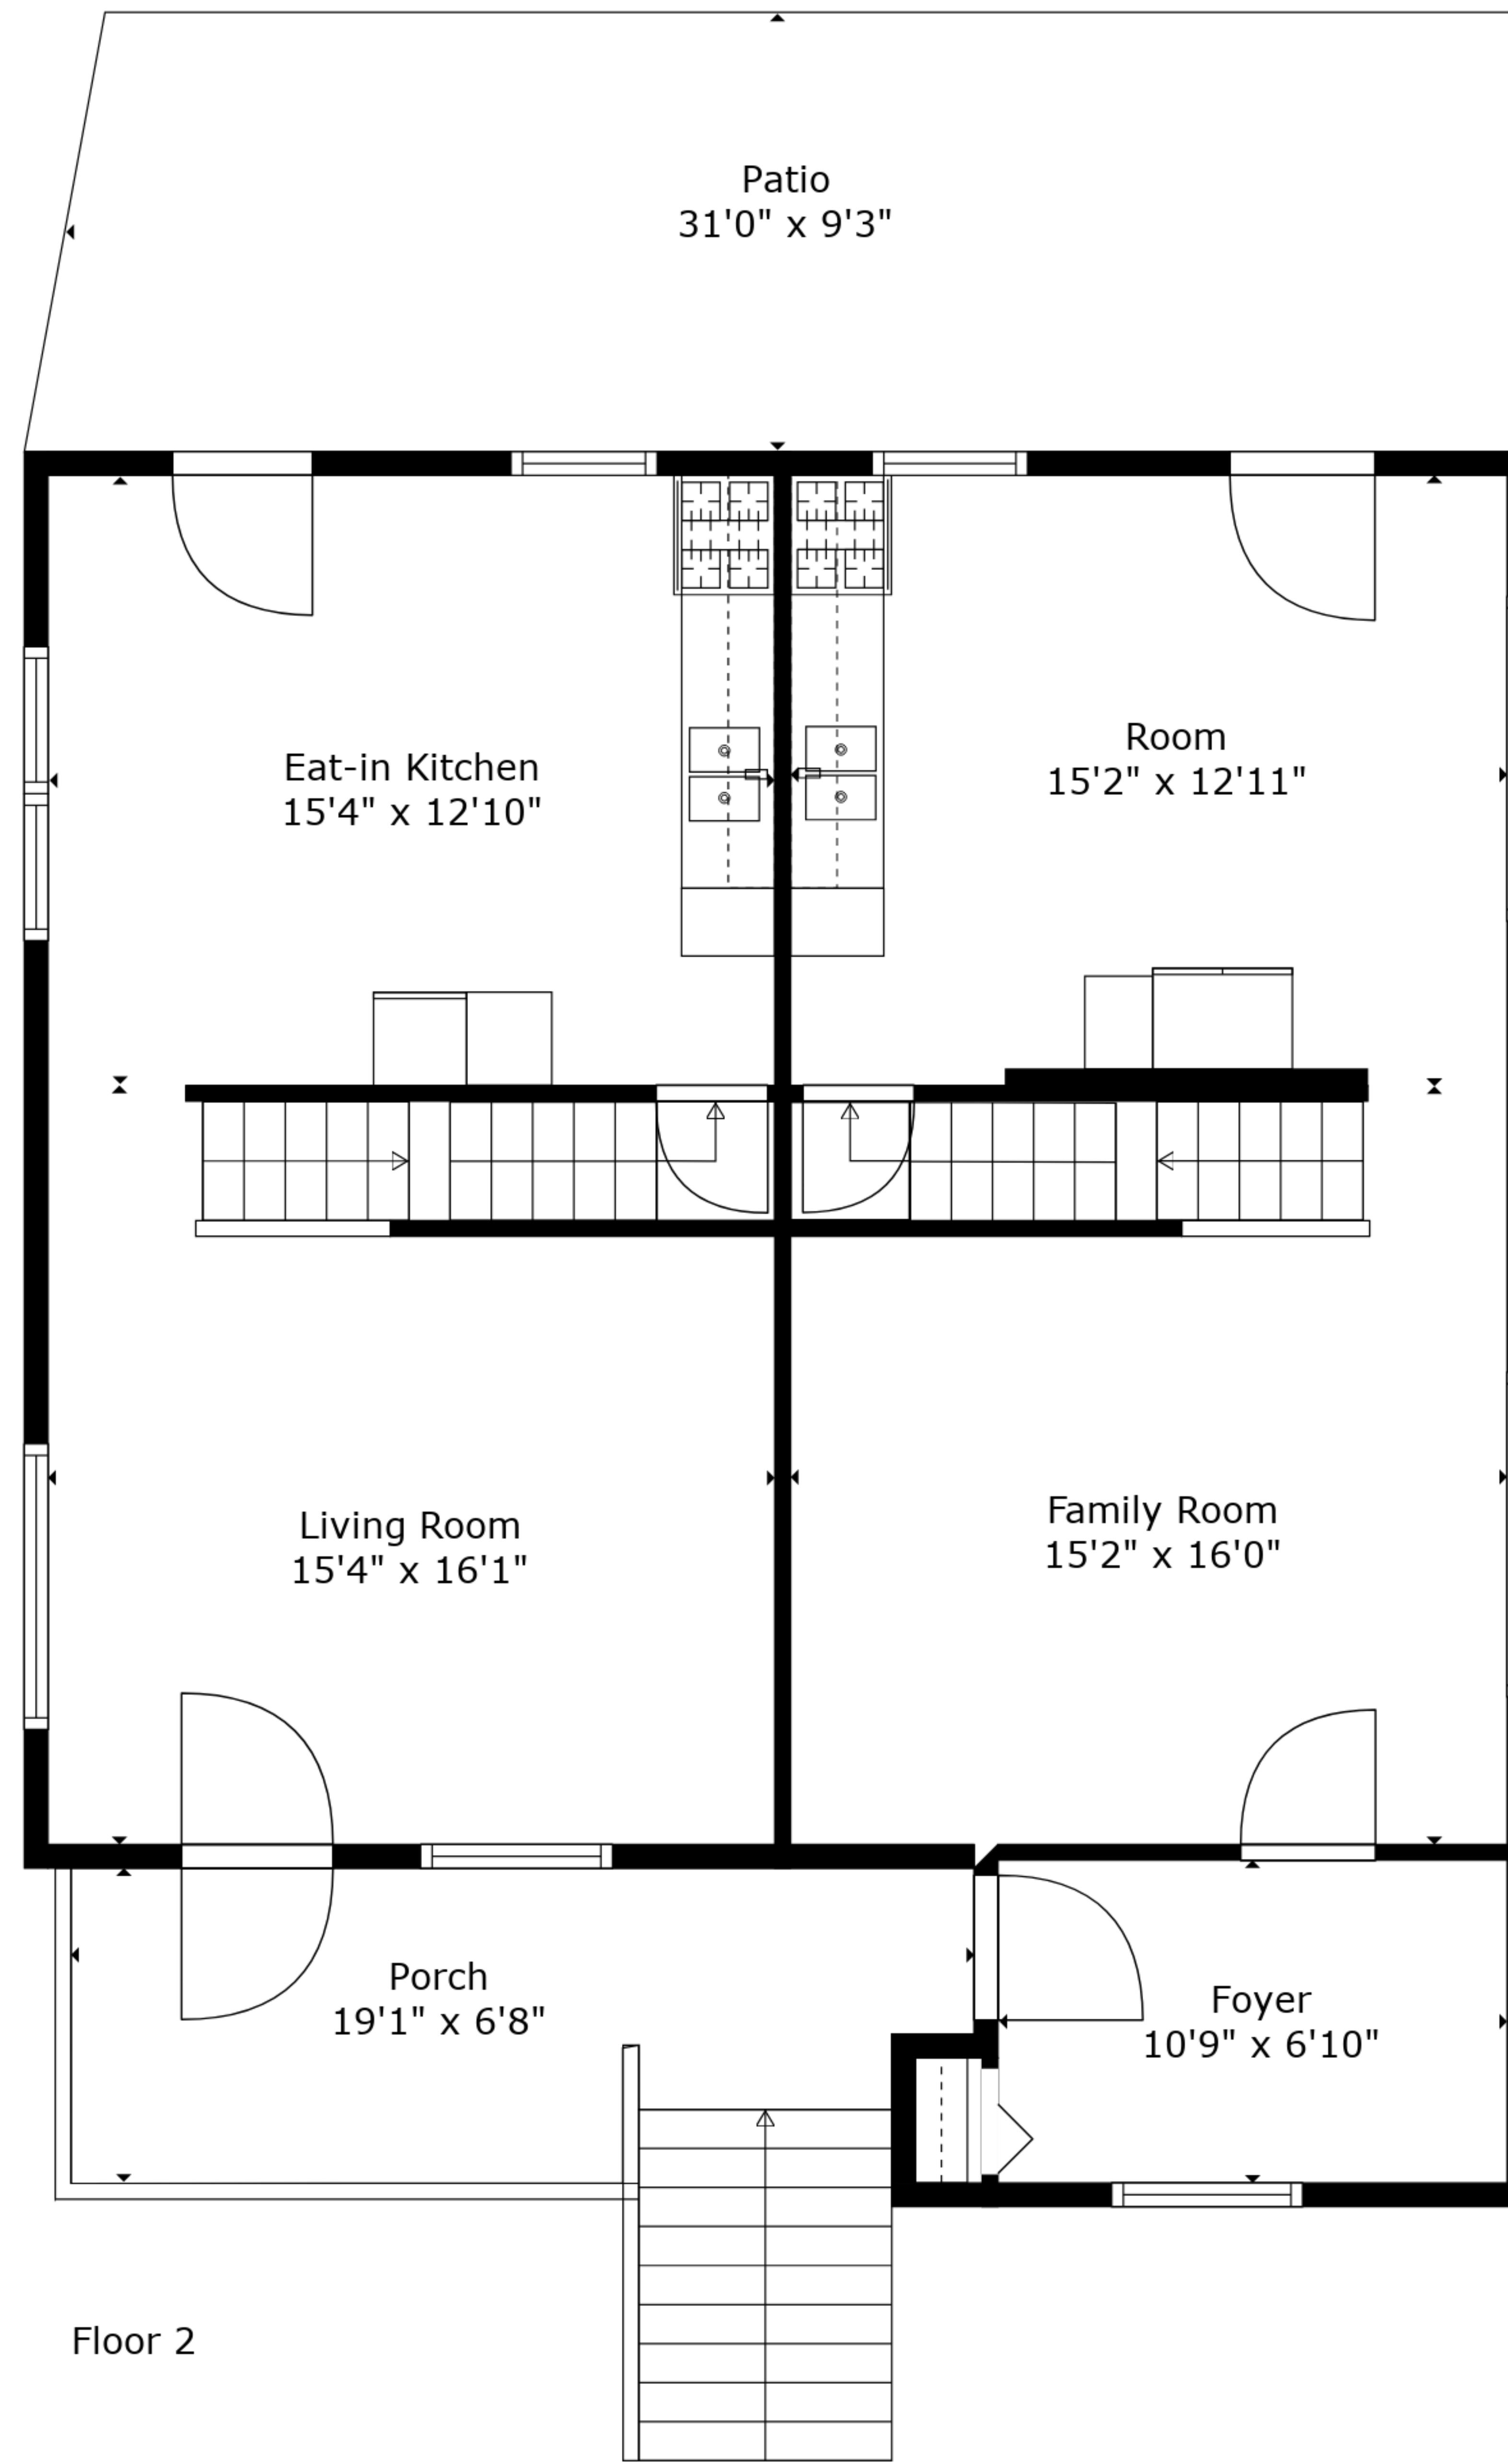 Patio
31'0" x 9'3"
Eat-in Kitchen
15'4" x 12'10"
Room
15'2" x 12'11"
Living Room
15'4" x 16'1"
Family Room
15'2" x 16'0"
Porch
19'1" x 6'8"
Foyer
10'9" x 6'10"
Floor 2